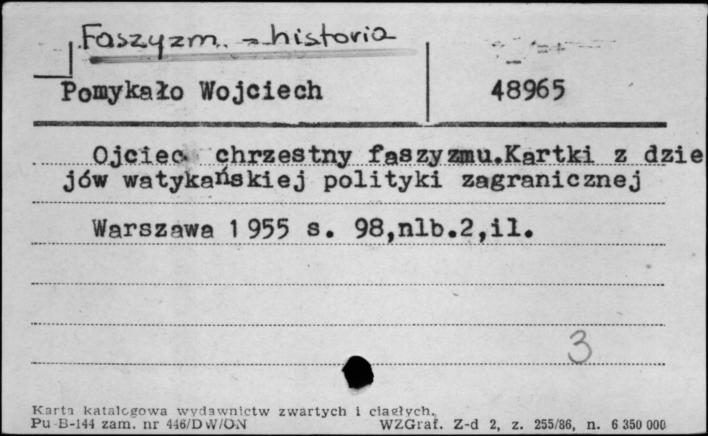 Faszyzm - historia
Pomykało Wojciech 48965
Ojciec chrzestny faszyzmu.Kartki z dzie
jów watykańskiej polityki zagranicznej
Warszawa 1955 s. 98,nlb.2,il.
3
Karta katalogowa wydawnictw zwartych i ciągłych.
Pu-B-144 zam. nr 446/DW/ON WZGraf. Z-d 2, z. 255/86, n. 6 350 000